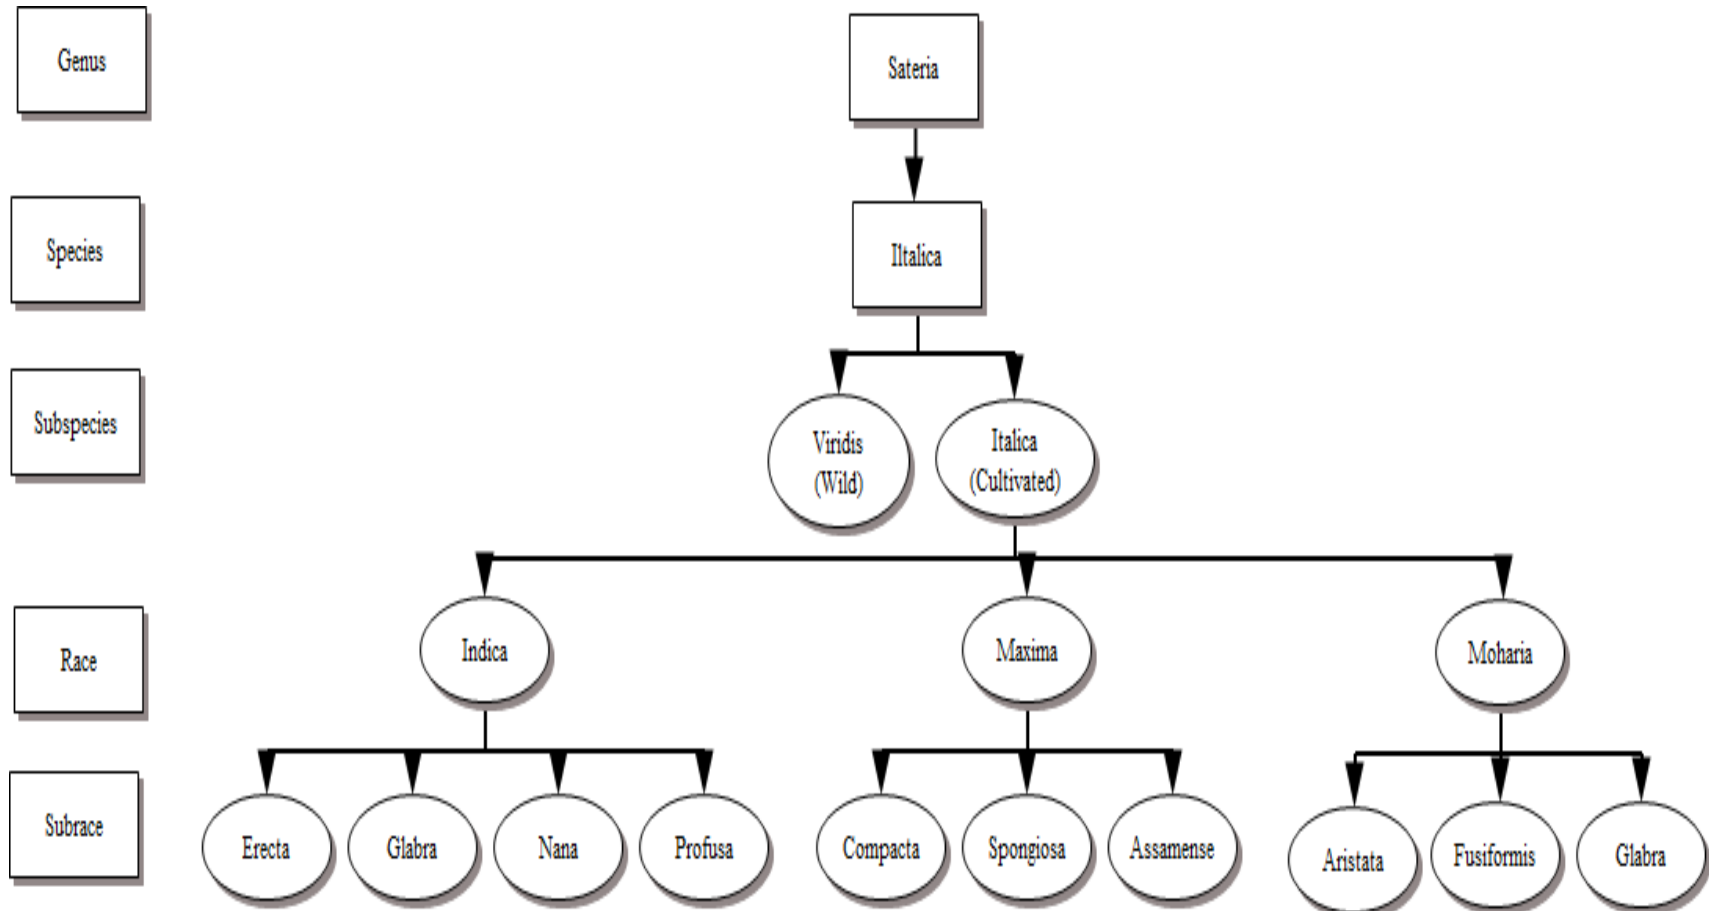 Genus
Sateria
Species
Iltalica
Subspecies
Viridis
(Wild)
Italica
(Cultivated)
Race
Indica
Maxima
Moharia
Subrace
Erecta
Glabra
Nana
Profusa
Compacta
Spongiosa
Assamense
Aristata
Fusiformis
Glabra